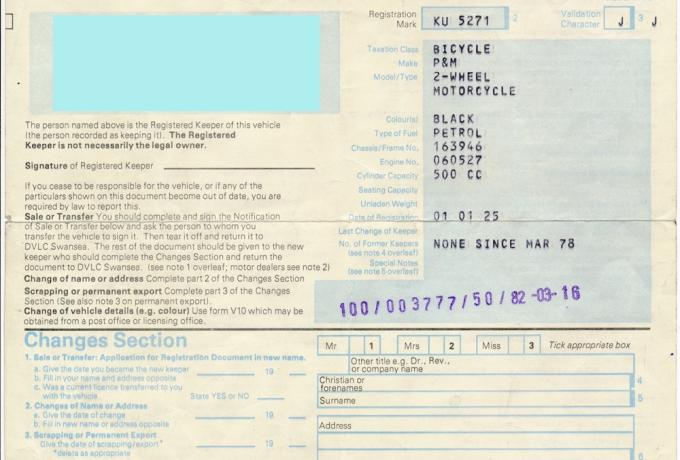 Registration Mark KU 5271 2 Validation Character J 3 J
Taxation Class BICYCLE
Make P&M
Model/Type 2-WHEEL
MOTORCYCLE
Colour(s) BLACK
Type of Fuel PETROL
Chassis/Frame No. 163946
Engine No. 060527
Cylinder Capacity 500 CC
Seating Capacity
Unladen Weight
Date of Registration 01 01 25
Last Change of Keeper
No. of Former Keepers NONE SINCE MAR 78
(see note 4 overleaf)
Special Notes
(see note 5 overleaf)
100/003777/50/82-03-16
The person named above is the Registered Keeper of this vehicle
(the person recorded as keeping it). The Registered
Keeper is not necessarily the legal owner.
Signature of Registered Keeper
If you cease to be responsible for the vehicle, or if any of the
particulars shown on this document become out of date, you are
required by law to report this.
Sale or Transfer You should complete and sign the Notification
of Sale or Transfer below and ask the person to whom you
transfer the vehicle to sign it. Then tear it off and return it to
DVLC Swansea. The rest of the document should be given to the new
keeper who should complete the Changes Section and return the
document to DVLC Swansea. (see note 1 overleaf; motor dealers see note 2)
Change of name or address Complete part 2 of the Changes Section
Scrapping or permanent export Complete part 3 of the Changes
Section (See also note 3 on permanent export).
Change of vehicle details (e.g. colour) Use form V10 which may be
obtained from a post office or licensing office.
Changes Section
1. Sale or Transfer: Application for Registration Document in new name.
a. Give the date you became the new keeper 19
b. Fill in your name and address opposite
c. Was a current licence transferred to you
with the vehicle. State YES or NO
2. Changes of Name or Address
a. Give the date of change 19
b. Fill in new name or address opposite
3. Scrapping or Permanent Export
Give the date of scrapping/export* 19
*delete as appropriate
Mr 1 Mrs 2 Miss 3 Tick appropriate box
Other title e.g. Dr., Rev.,
or company name
Christian or
forenames 4
Surname 5
Address
6